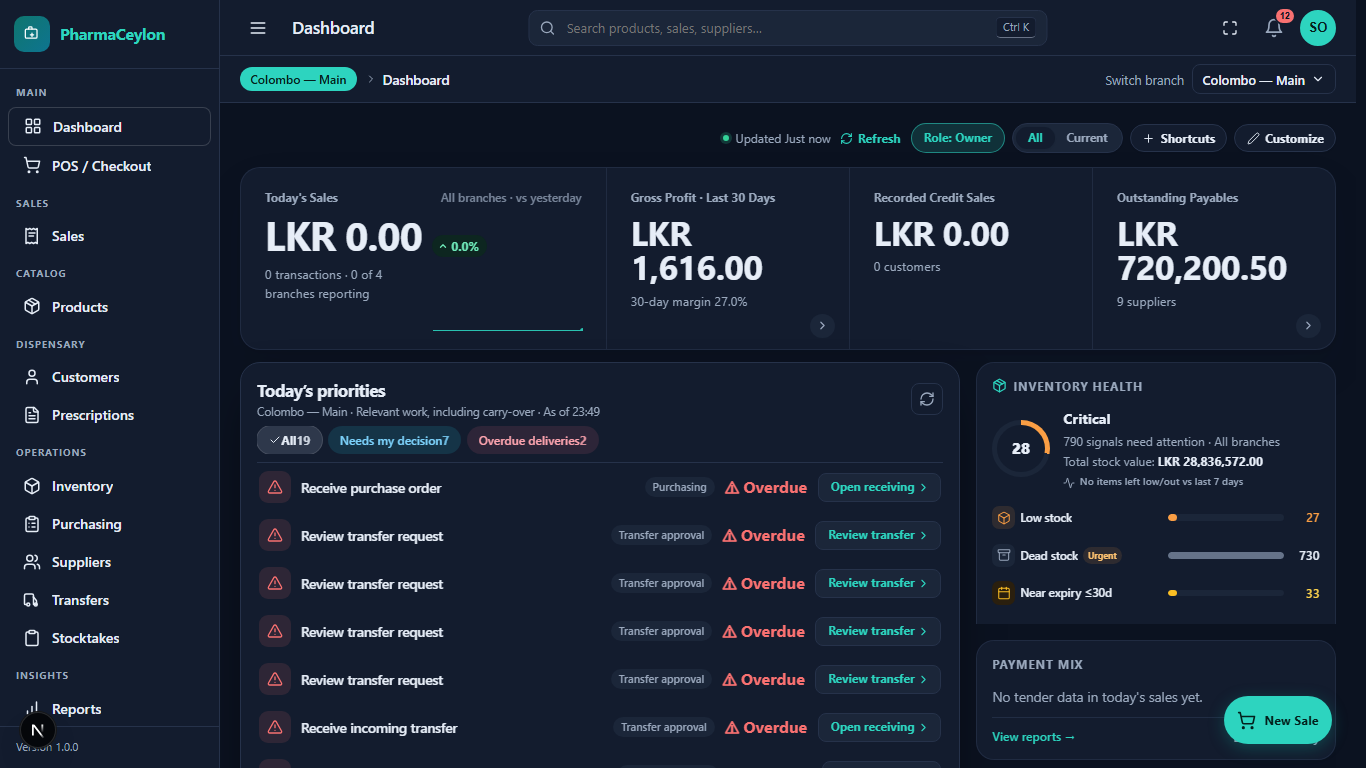 PharmaCeylon
Dashboard
Search products, sales, suppliers...
Ctrl K
12
SO
Colombo — Main
Dashboard
Switch branch
Colombo — Main
MAIN
Dashboard
POS / Checkout
SALES
Sales
CATALOG
Products
DISPENSARY
Customers
Prescriptions
OPERATIONS
Inventory
Purchasing
Suppliers
Transfers
Stocktakes
INSIGHTS
Reports
N
Version 1.0.0
Updated Just now
Refresh
Role: Owner
All
Current
Shortcuts
Customize
Today's Sales
All branches · vs yesterday
LKR 0.00
0.0%
0 transactions · 0 of 4
branches reporting
Gross Profit · Last 30 Days
LKR
1,616.00
30-day margin 27.0%
Recorded Credit Sales
LKR 0.00
0 customers
Outstanding Payables
LKR
720,200.50
9 suppliers
Today's priorities
Colombo — Main · Relevant work, including carry-over · As of 23:49
All19
Needs my decision7
Overdue deliveries2
Receive purchase order Purchasing Overdue Open receiving
Review transfer request Transfer approval Overdue Review transfer
Review transfer request Transfer approval Overdue Review transfer
Review transfer request Transfer approval Overdue Review transfer
Review transfer request Transfer approval Overdue Review transfer
Receive incoming transfer Transfer approval Overdue Open receiving
INVENTORY HEALTH
28
Critical
790 signals need attention · All branches
Total stock value: LKR 28,836,572.00
No items left low/out vs last 7 days
Low stock 27
Dead stock Urgent 730
Near expiry ≤30d 33
PAYMENT MIX
No tender data in today's sales yet.
View reports →
New Sale